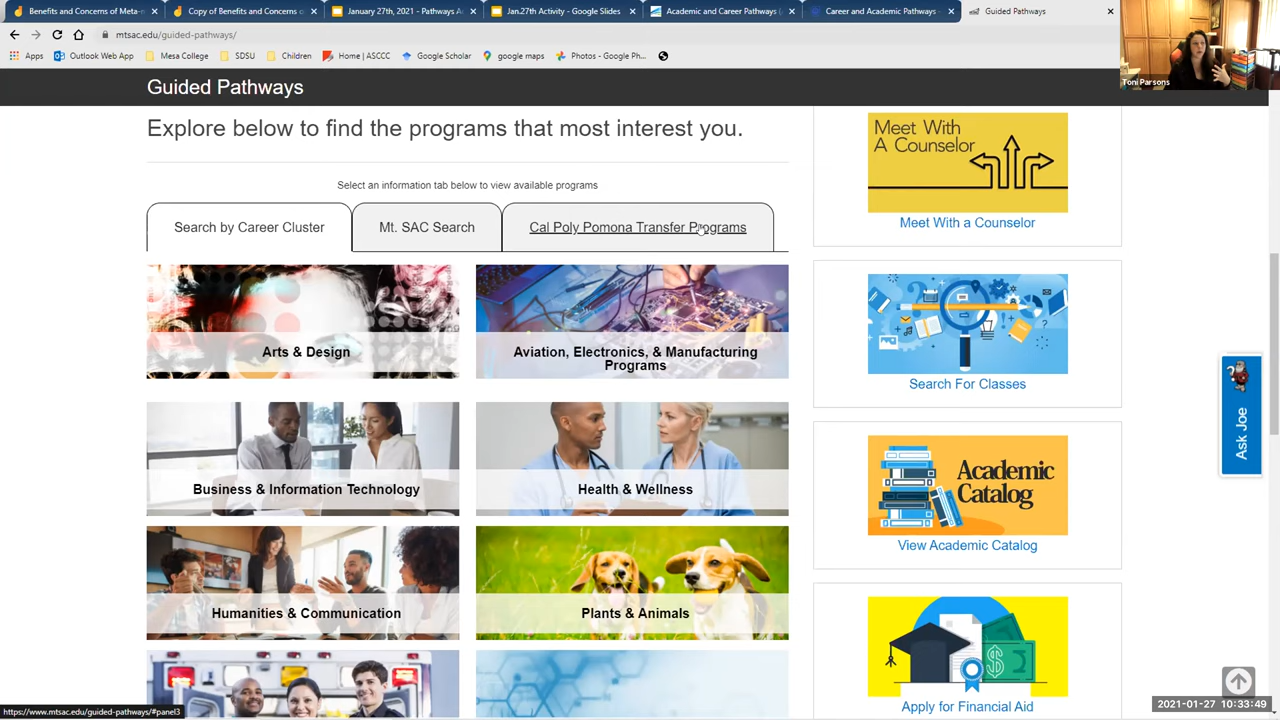 Benefits and Concerns of Meta-
Copy of Benefits and Concerns o
January 27th, 2021 - Pathways A
Jan.27th Activity - Google Slides
Academic and Career Pathways (
Career and Academic Pathways -
Guided Pathways
mtsac.edu/guided-pathways/
Apps
Outlook Web App
Mesa College
SDSU
Children
Home | ASCCC
Google Scholar
google maps
Photos - Google Ph...
Toni Parsons
Guided Pathways
Explore below to find the programs that most interest you.
Select an information tab below to view available programs
Search by Career Cluster
Mt. SAC Search
Cal Poly Pomona Transfer Programs
Arts & Design
Aviation, Electronics, & Manufacturing
Programs
Business & Information Technology
Health & Wellness
Humanities & Communication
Plants & Animals
Meet With
A Counselor
Meet With a Counselor
Search For Classes
Academic
Catalog
View Academic Catalog
Apply for Financial Aid
? Ask Joe
https://www.mtsac.edu/guided-pathways/#panel3
2021-01-27 10:33:49